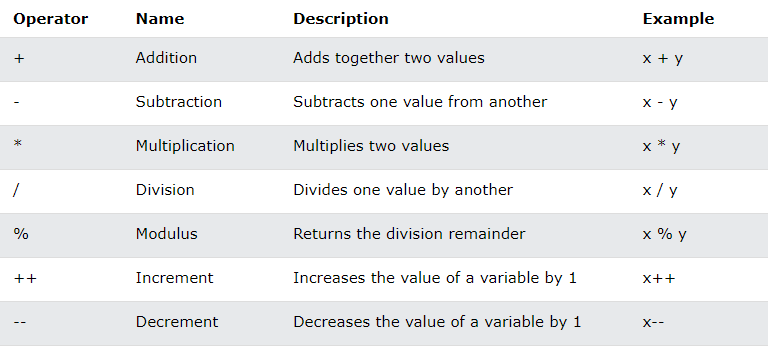 Operator Name Description Example
+ Addition Adds together two values x + y
- Subtraction Subtracts one value from another x - y
* Multiplication Multiplies two values x * y
/ Division Divides one value by another x / y
% Modulus Returns the division remainder x % y
++ Increment Increases the value of a variable by 1 x++
-- Decrement Decreases the value of a variable by 1 x--